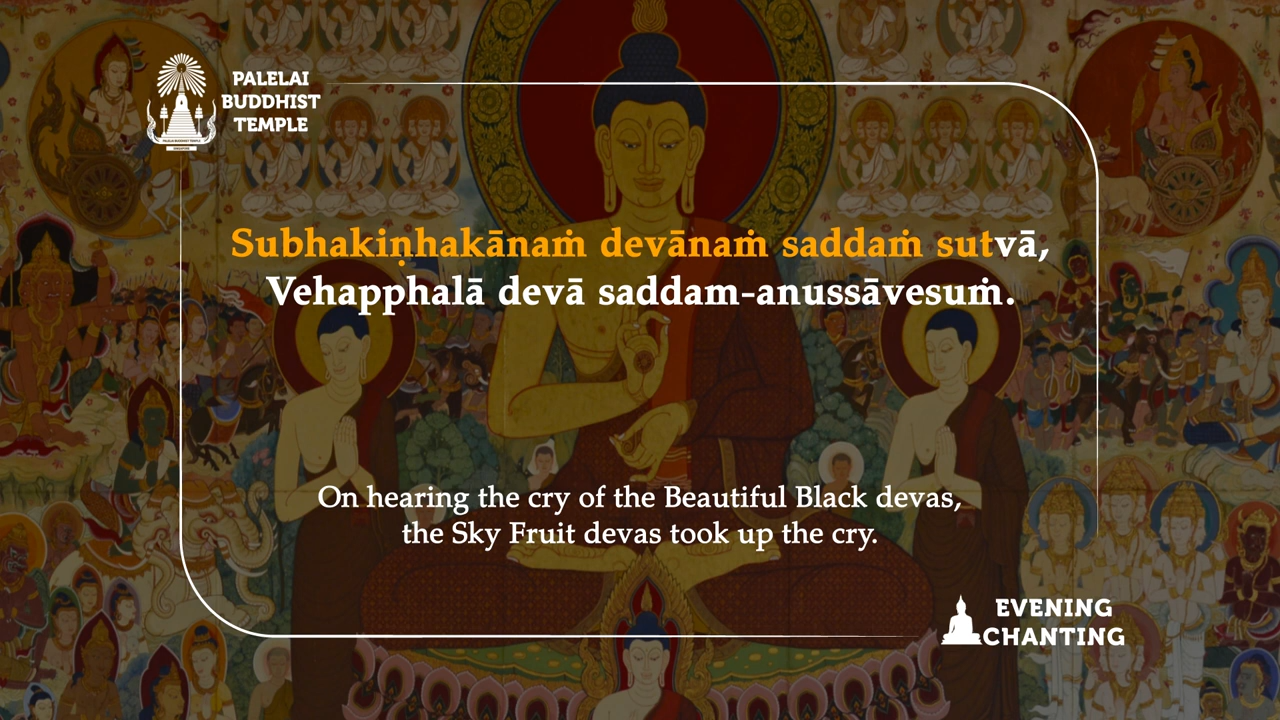 PALELAI
BUDDHIST
TEMPLE
Subhakiṇhakānaṁ devānaṁ saddaṁ sutvā,
Vehapphalā devā saddam-anussāvesuṁ.
On hearing the cry of the Beautiful Black devas,
the Sky Fruit devas took up the cry.
EVENING
CHANTING